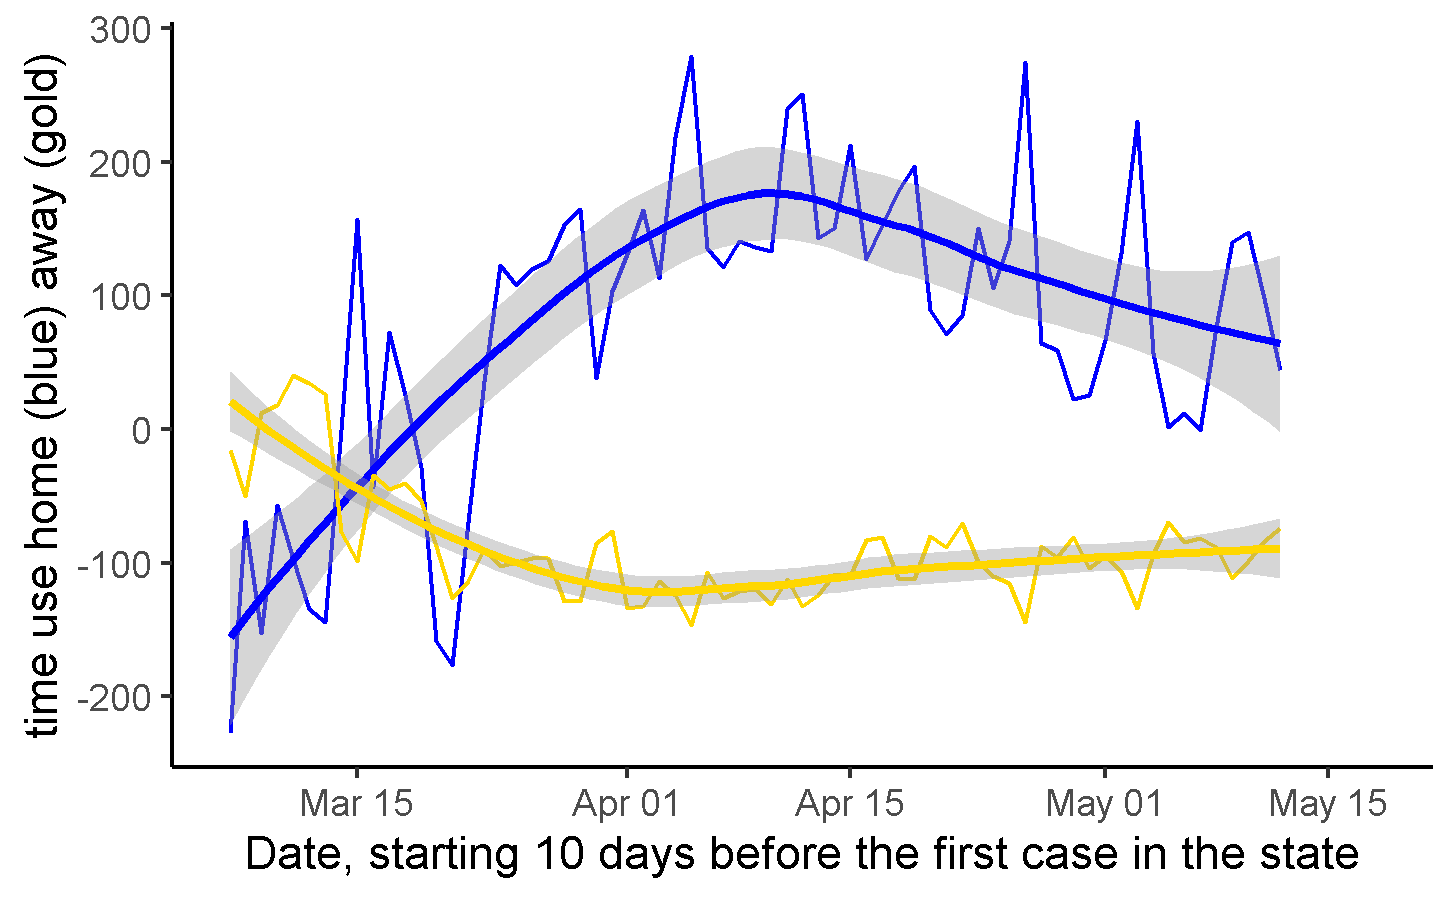 time use home (blue) away (gold)
300
200
100
0
-100
-200
Mar 15
Apr 01
Apr 15
May 01
May 15
Date, starting 10 days before the first case in the state